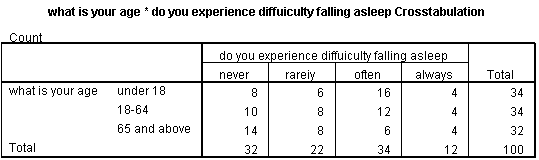 what is your age * do you experience diffuiculty falling asleep Crosstabulation
Count
do you experience diffuiculty falling asleep
never rarely often always Total
what is your age under 18 8 6 16 4 34
18-64 10 8 12 4 34
65 and above 14 8 6 4 32
Total 32 22 34 12 100